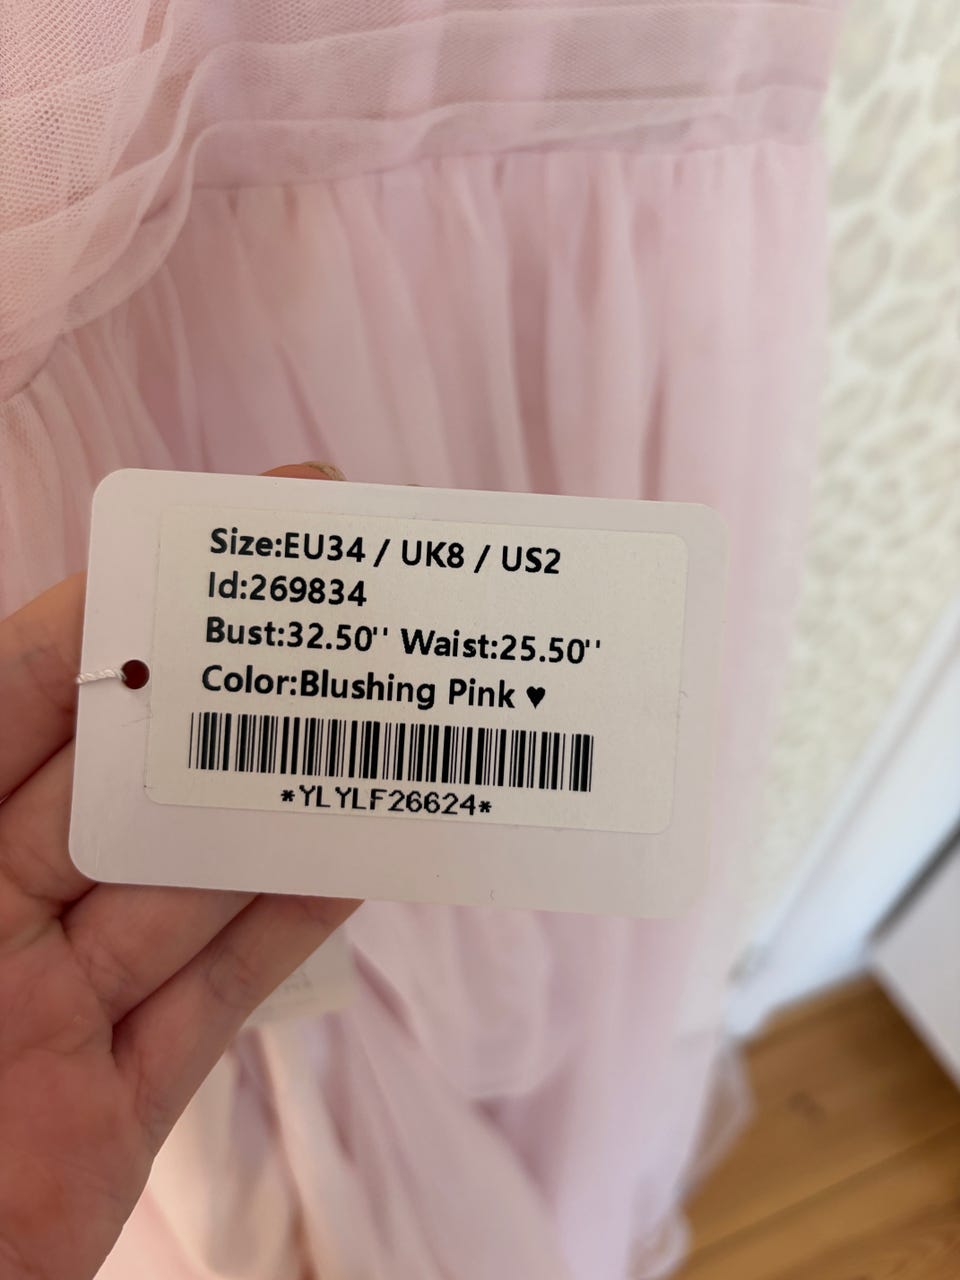 Size:EU34 / UK8 / US2
Id:269834
Bust:32.50'' Waist:25.50''
Color:Blushing Pink ♥
*YLYLF26624*